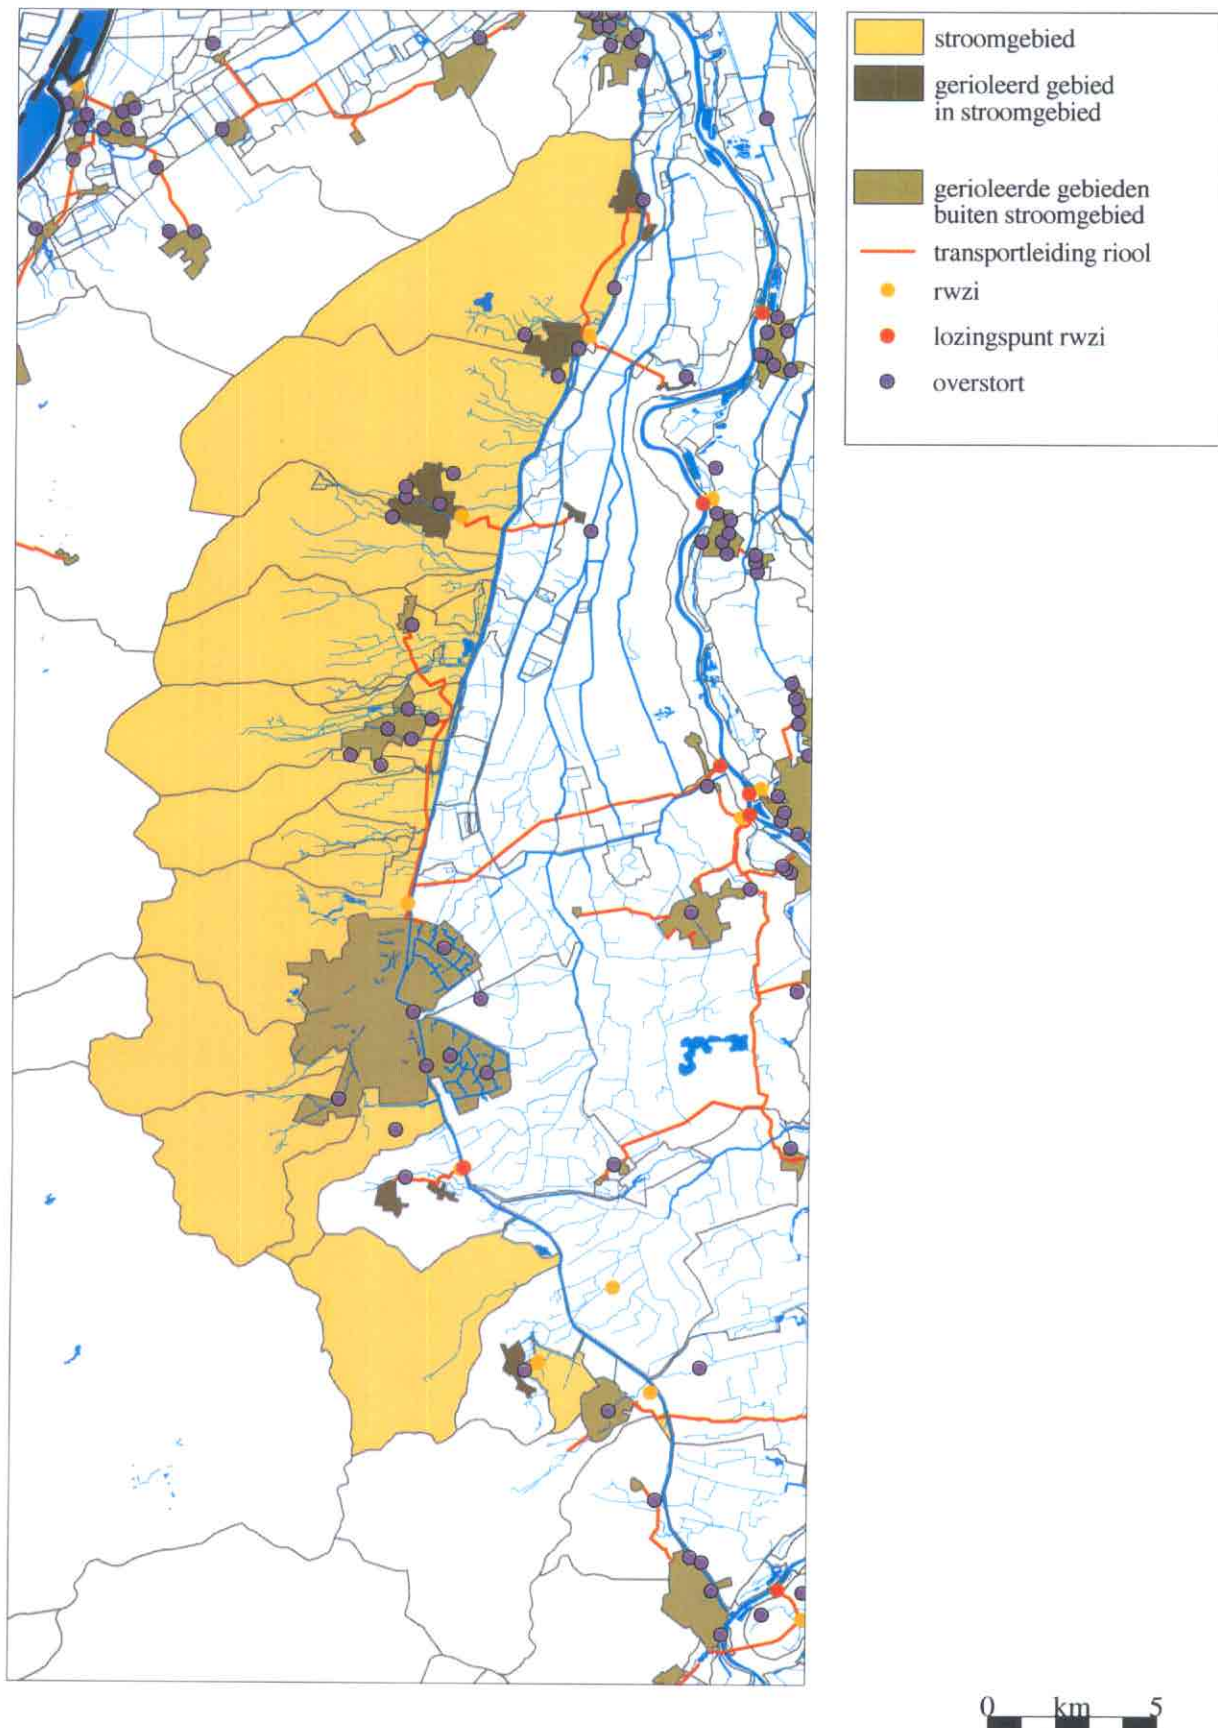 stroomgebied
gerioleerd gebied
in stroomgebied
gerioleerde gebieden
buiten stroomgebied
transportleiding riool
rwzi
lozingspunt rwzi
overstort
0 km 5